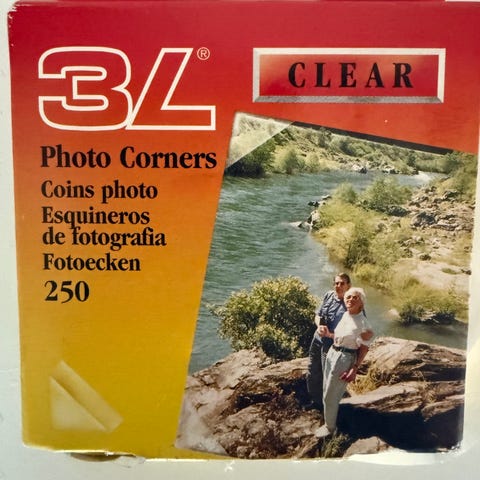 3L®
CLEAR
Photo Corners
Coins photo
Esquineros
de fotografia
Fotoecken
250